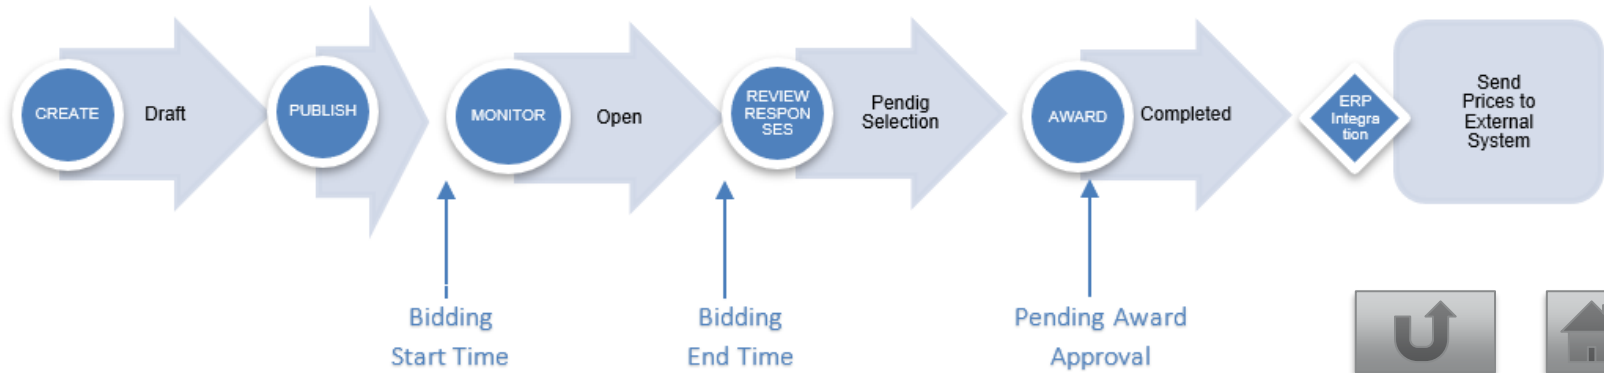 CREATE
Draft
PUBLISH
MONITOR
Open
REVIEW
RESPON
SES
Pendig
Selection
AWARD
Completed
ERP
Integra
tion
Send
Prices to
External
System
Bidding
Start Time
Bidding
End Time
Pending Award
Approval